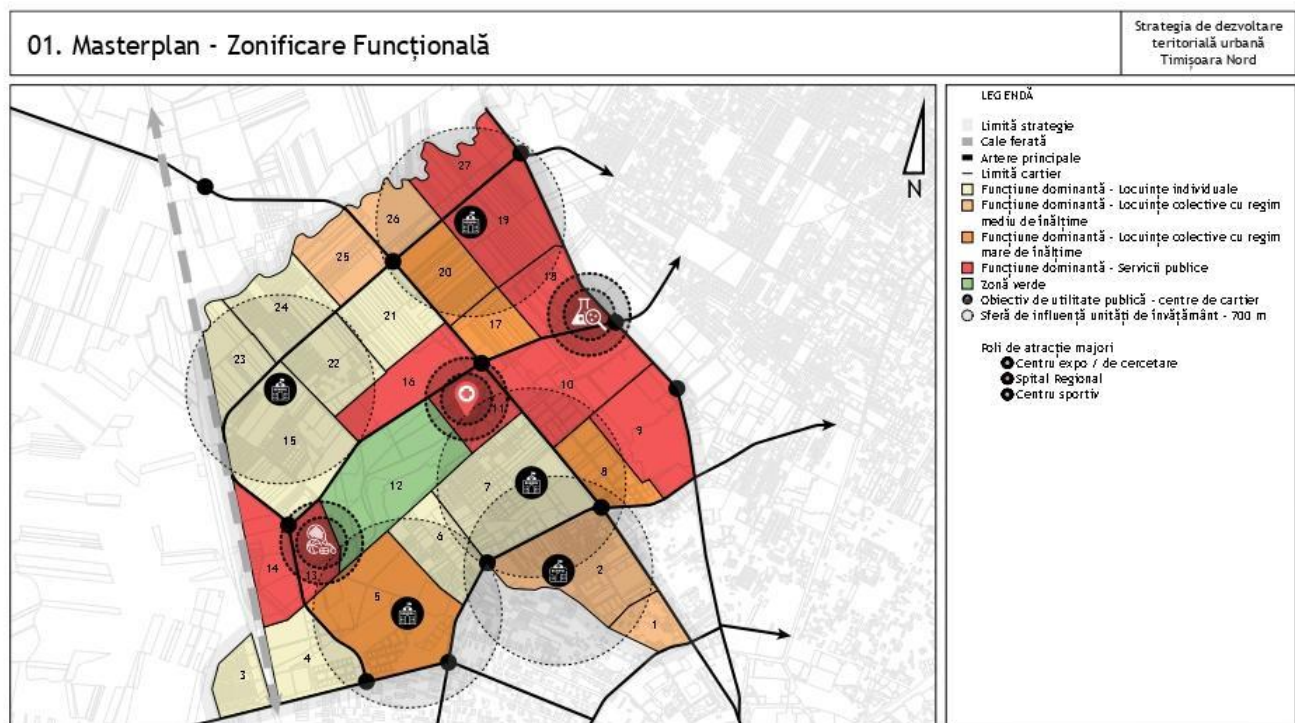 01. Masterplan - Zonificare Funcțională
Strategia de dezvoltare
teritorială urbană
Timișoara Nord
LEGENDĂ
Limită strategie
Cale ferată
Artere principale
Limită cartier
Funcțiune dominantă - Locuințe individuale
Funcțiune dominantă - Locuințe colective cu regim
mediu de înălțime
Funcțiune dominantă - Locuințe colective cu regim
mare de înălțime
Funcțiune dominantă - Servicii publice
Zonă verde
Obiectiv de utilitate publică - centre de cartier
Sferă de influență unități de învățământ - 700 m
Poli de atracție majori
Centru expo / de cercetare
Spital Regional
Centru sportiv
N
27
19
26
20
18
25
24
21
17
23
22
16
10
11
9
15
8
12
7
6
14
13
2
5
1
4
3